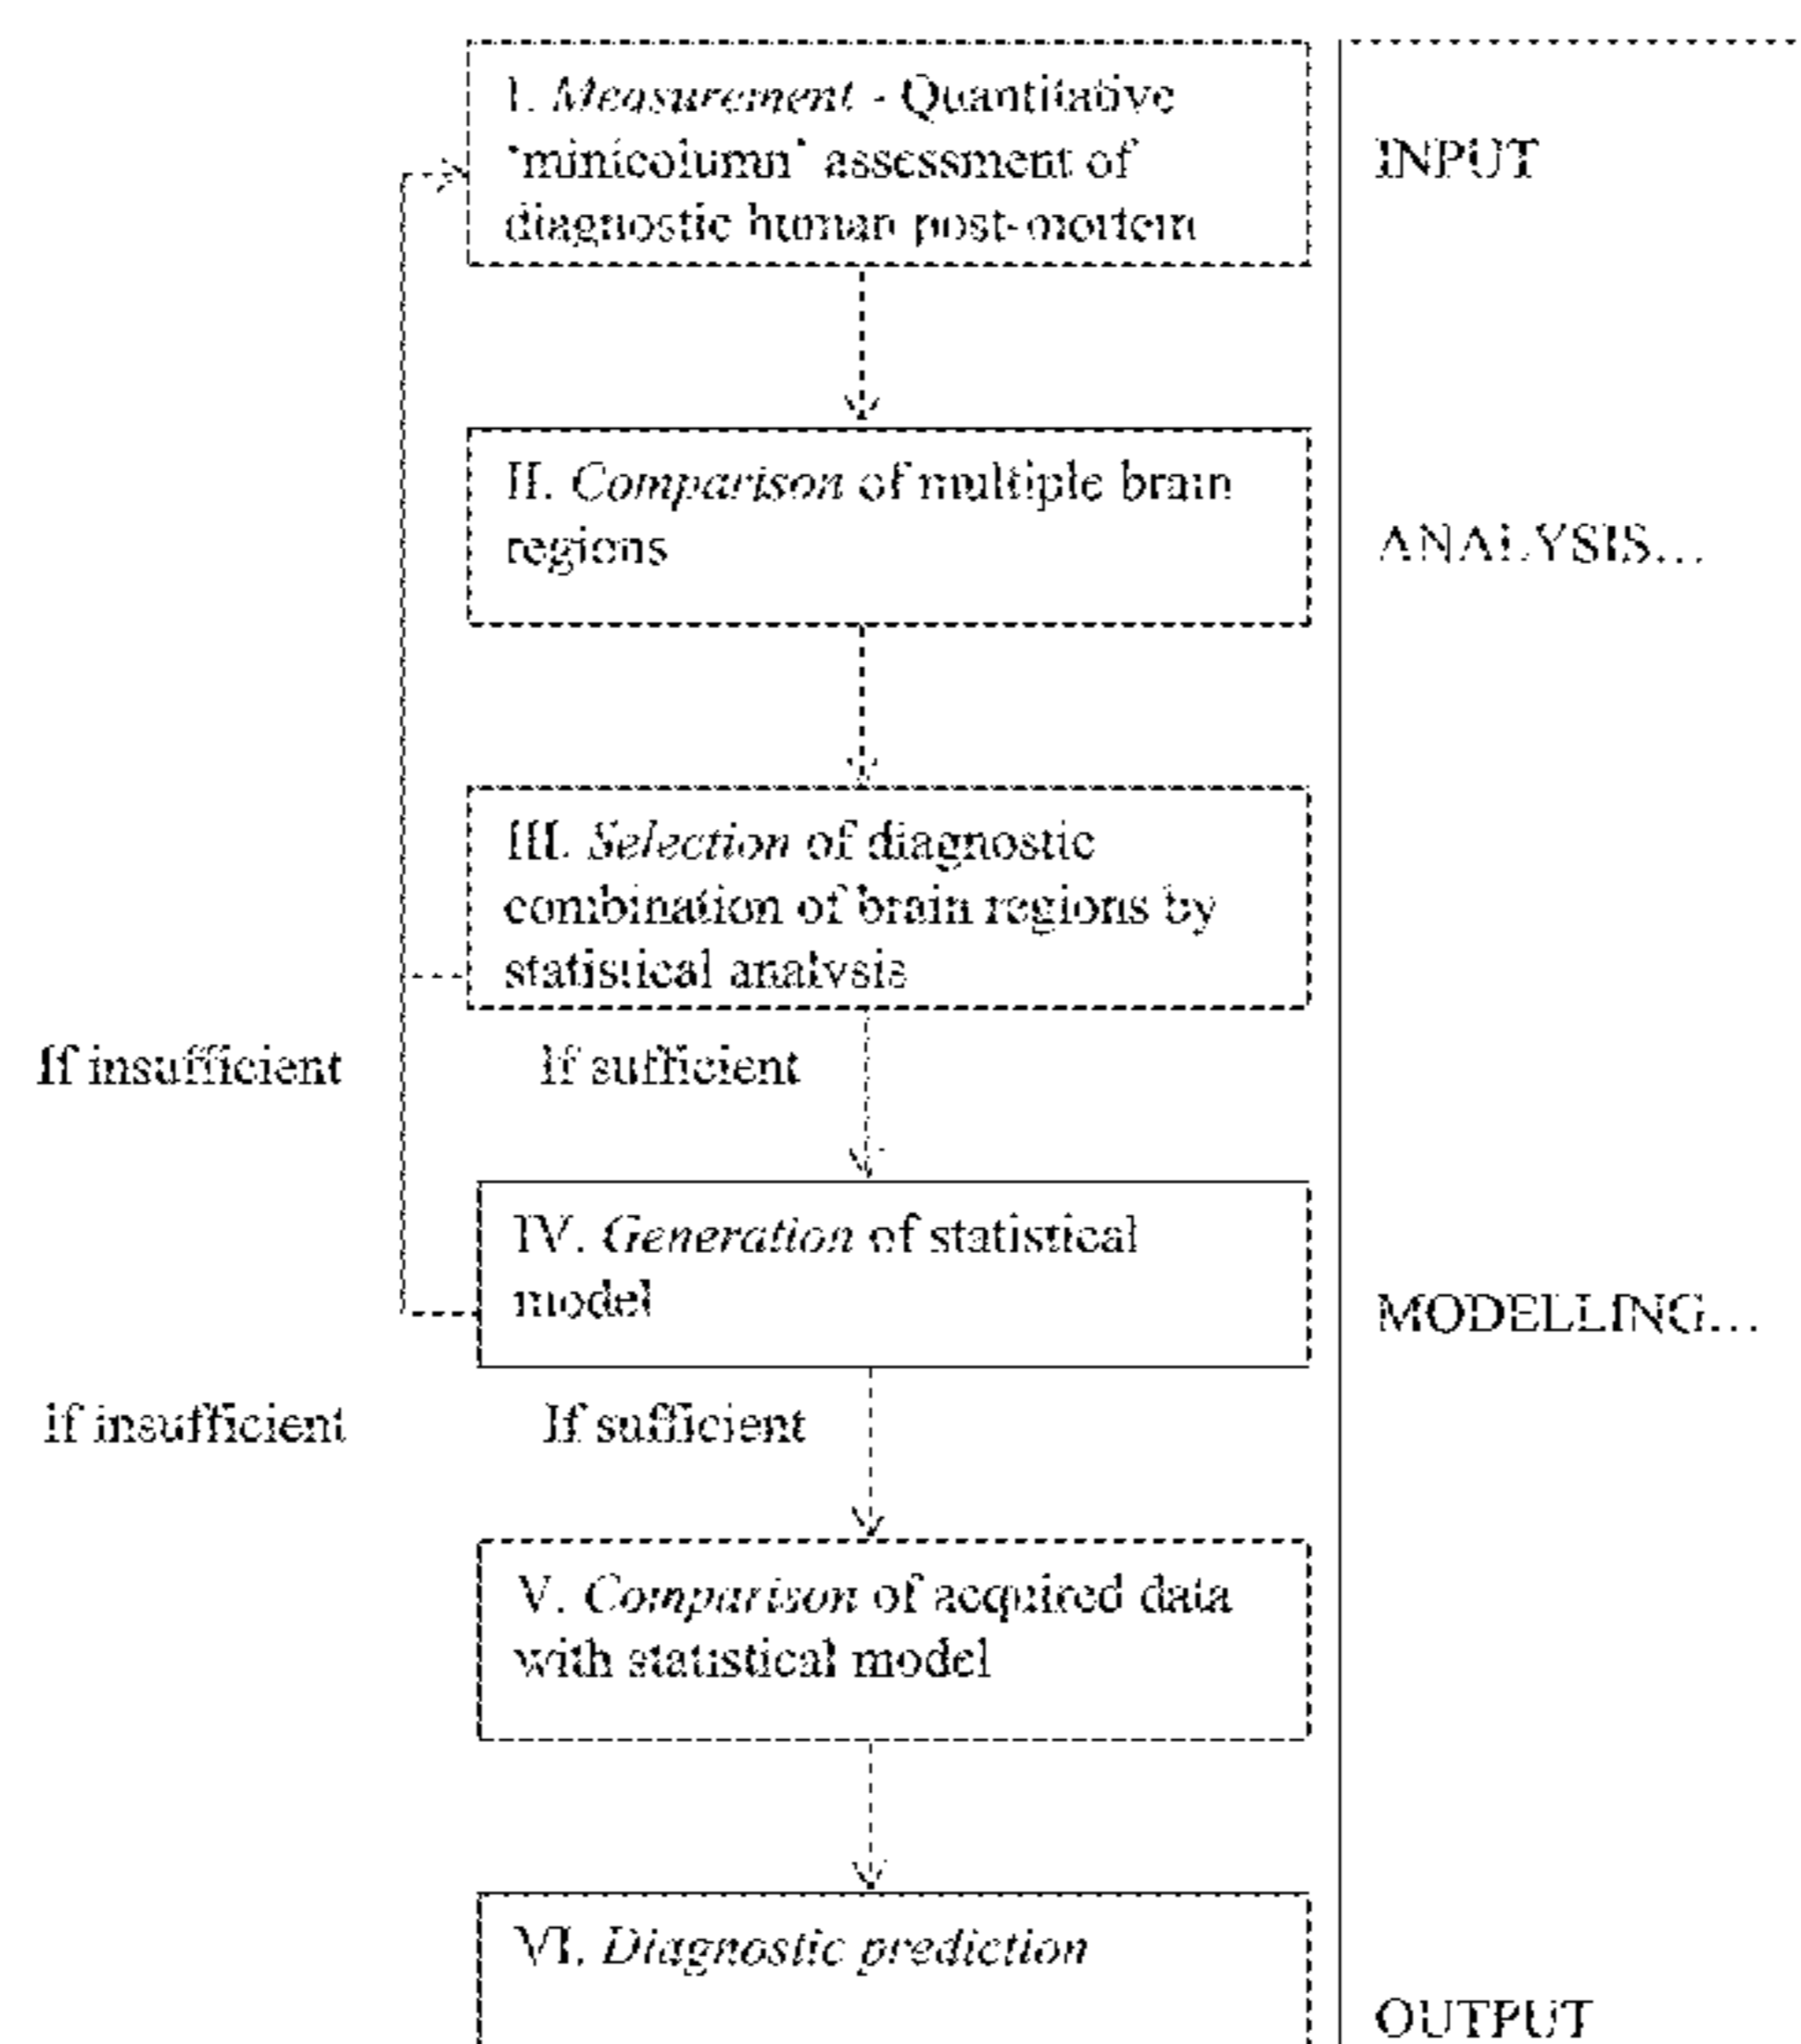 I. Measurement - Quantitative
'minicolumn' assessment of
diagnostic human post-mortem
INPUT
II. Comparison of multiple brain
regions
ANALYSIS...
III. Selection of diagnostic
combination of brain regions by
statistical analysis
If insufficient
If sufficient
IV. Generation of statistical
model
MODELLING...
If insufficient
If sufficient
V. Comparison of acquired data
with statistical model
VI. Diagnostic prediction
OUTPUT